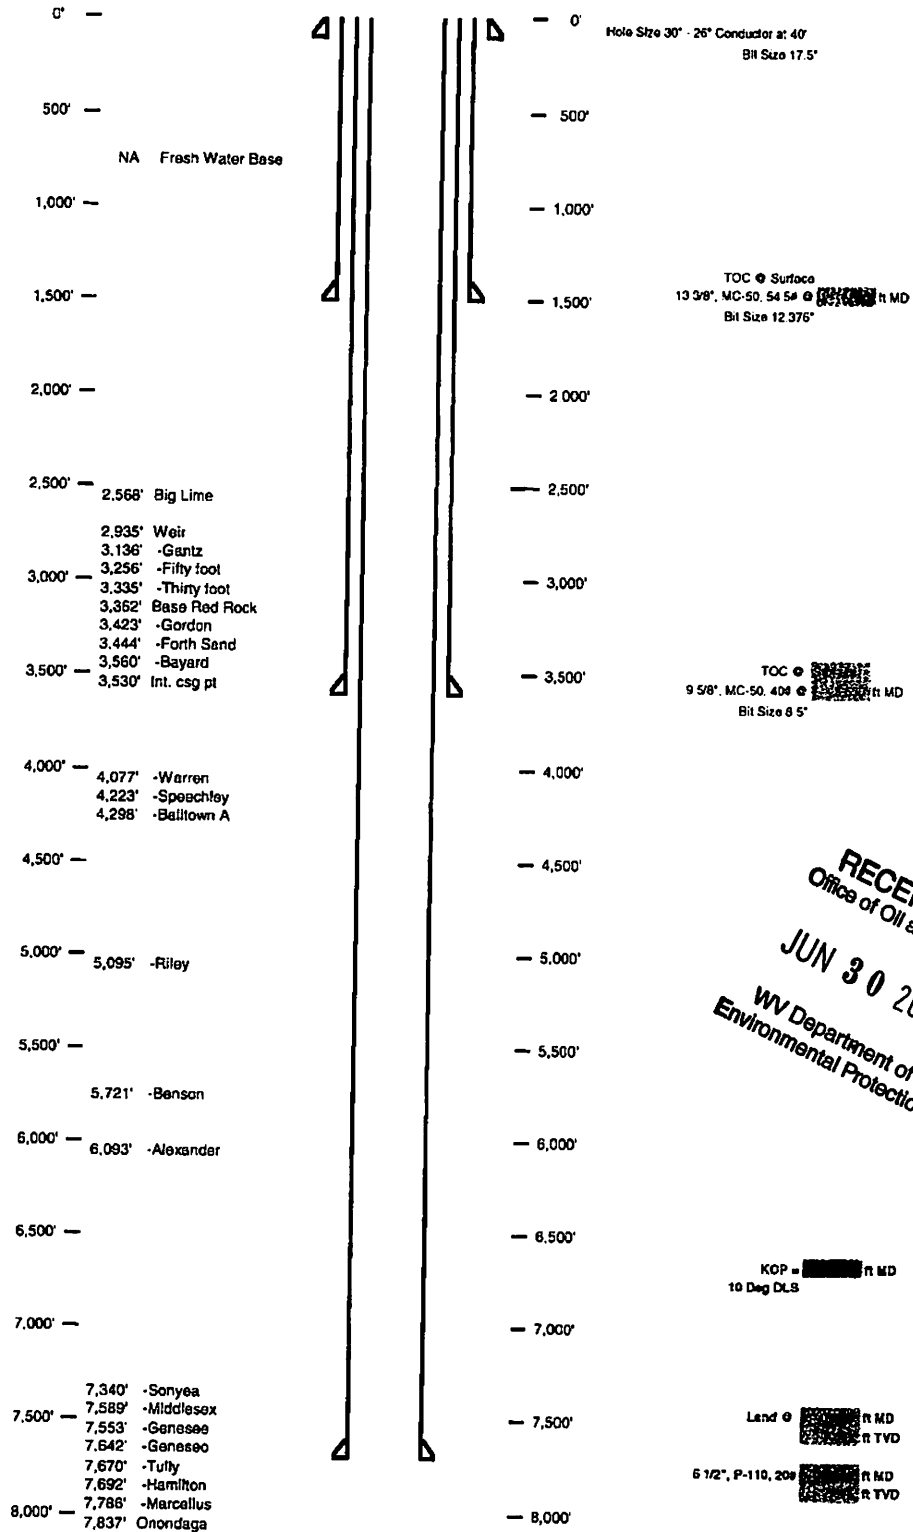 0'
0'
Hole Size 30" - 26" Conductor at 40'
Bit Size 17.5"
500'
500'
NA Fresh Water Base
1,000'
1,000'
TOC @ Surface
13 3/8", MC-50, 54 5# @ ft MD
Bit Size 12.375"
1,500'
1,500'
2,000'
2 000'
2,500'
2,500'
2,568' Big Lime
2,935' Weir
3,136' -Gantz
3,256' -Fifty foot
3,000'
3,000'
3,335' -Thirty foot
3,362' Base Red Rock
3,423' -Gordon
3,444' -Forth Sand
3,560' -Bayard
3,500'
3,500'
3,530' Int. csg pt
TOC @
9 5/8", MC-50, 40# @ ft MD
Bit Size 8 5"
4,000'
4,000'
4,077' -Warren
4,223' -Speechley
4,298' -Balltown A
4,500'
4,500'
RECE
Office of Oil a
JUN 30 20
WV Department of
Environmental Protectio
5,000'
5,000'
5,095' -Riley
5,500'
5,500'
5,721' -Benson
6,000'
6,000'
6,093' -Alexander
6,500'
6,500'
KOP = ft MD
10 Deg DLS
7,000'
7,000'
7,340' -Sonyea
7,589' -Middlesex
7,500'
7,500'
7,553' -Genesee
7,642' -Geneseo
7,670' -Tully
7,692' -Hamilton
7,786' -Marcellus
7,837' Onondaga
Land @ ft MD
ft TVD
5 1/2", P-110, 20# ft MD
ft TVD
8,000'
8,000'